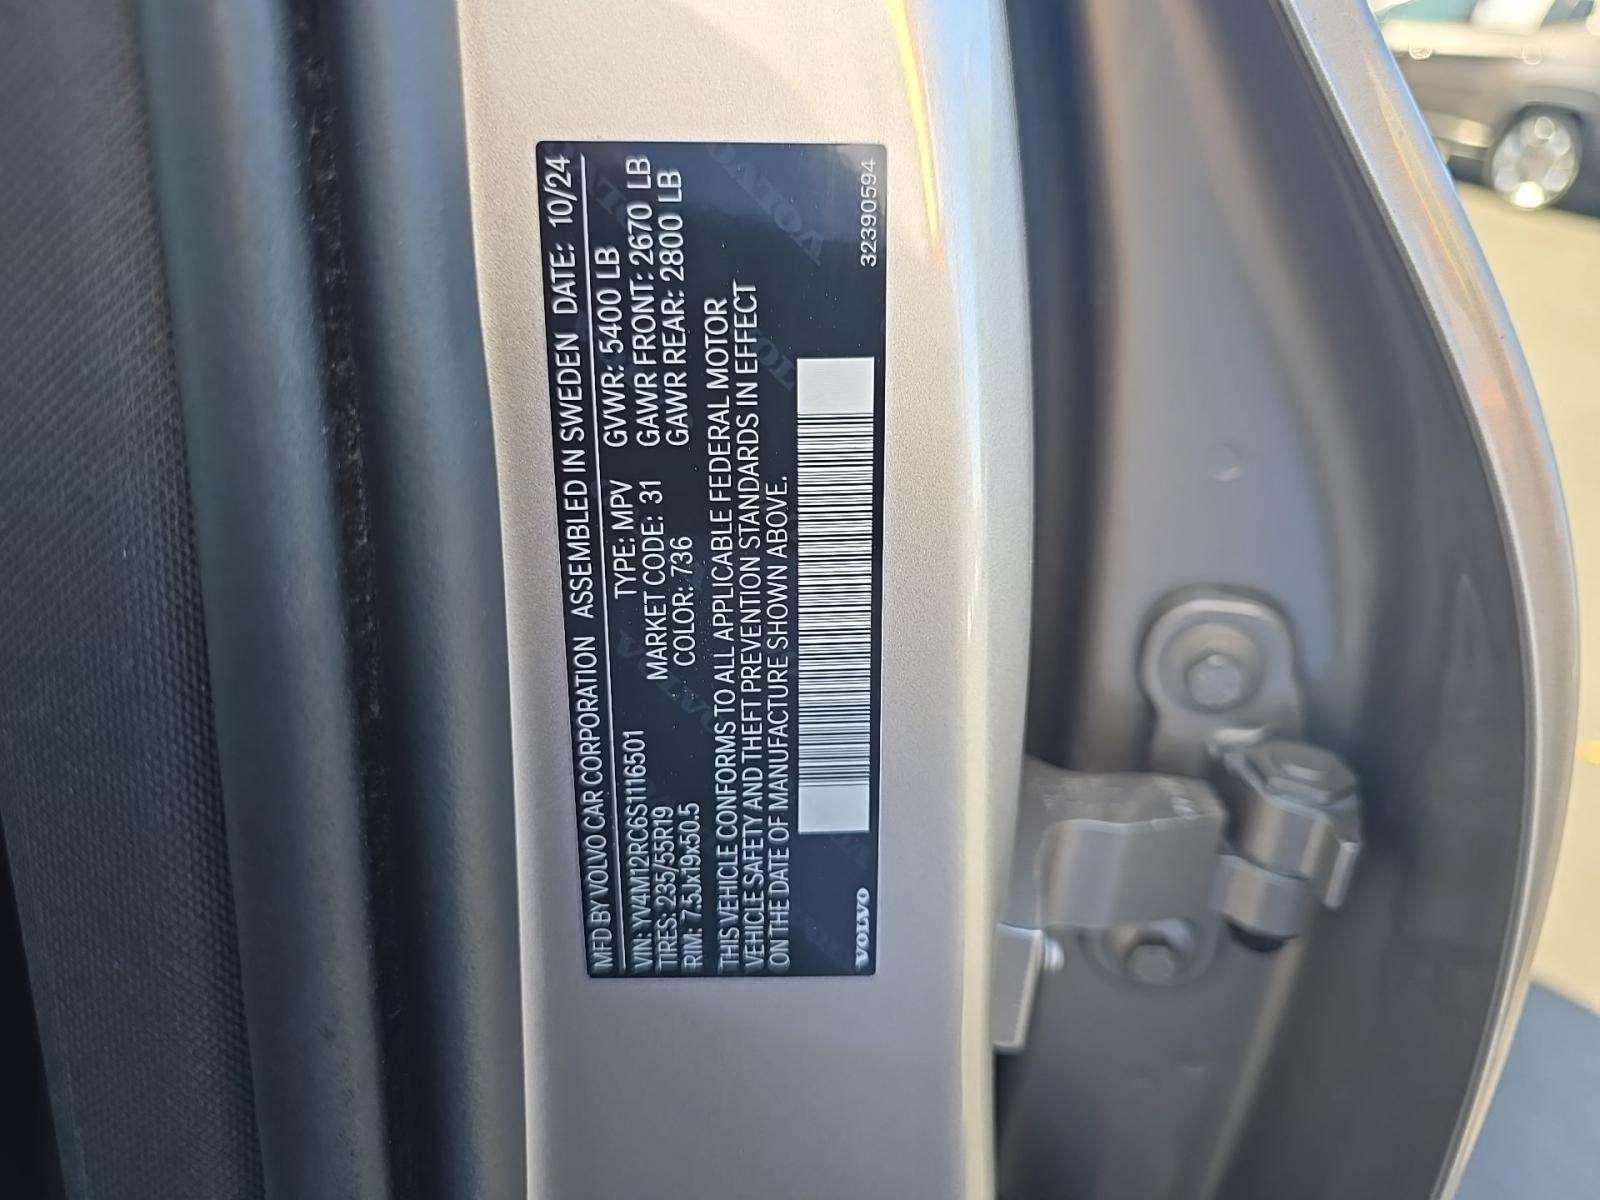 MFD BY VOLVO CAR CORPORATION ASSEMBLED IN SWEDEN DATE: 10/24
VIN: YV4M12RC6S1116501 TYPE: MPV GVWR: 5400 LB
TIRES: 235/55R19 MARKET CODE: 31 GAWR FRONT: 2670 LB
RIM: 7.5Jx19x50.5 COLOR: 736 GAWR REAR: 2800 LB
THIS VEHICLE CONFORMS TO ALL APPLICABLE FEDERAL MOTOR
VEHICLE SAFETY AND THEFT PREVENTION STANDARDS IN EFFECT
ON THE DATE OF MANUFACTURE SHOWN ABOVE.
VOLVO 32390594